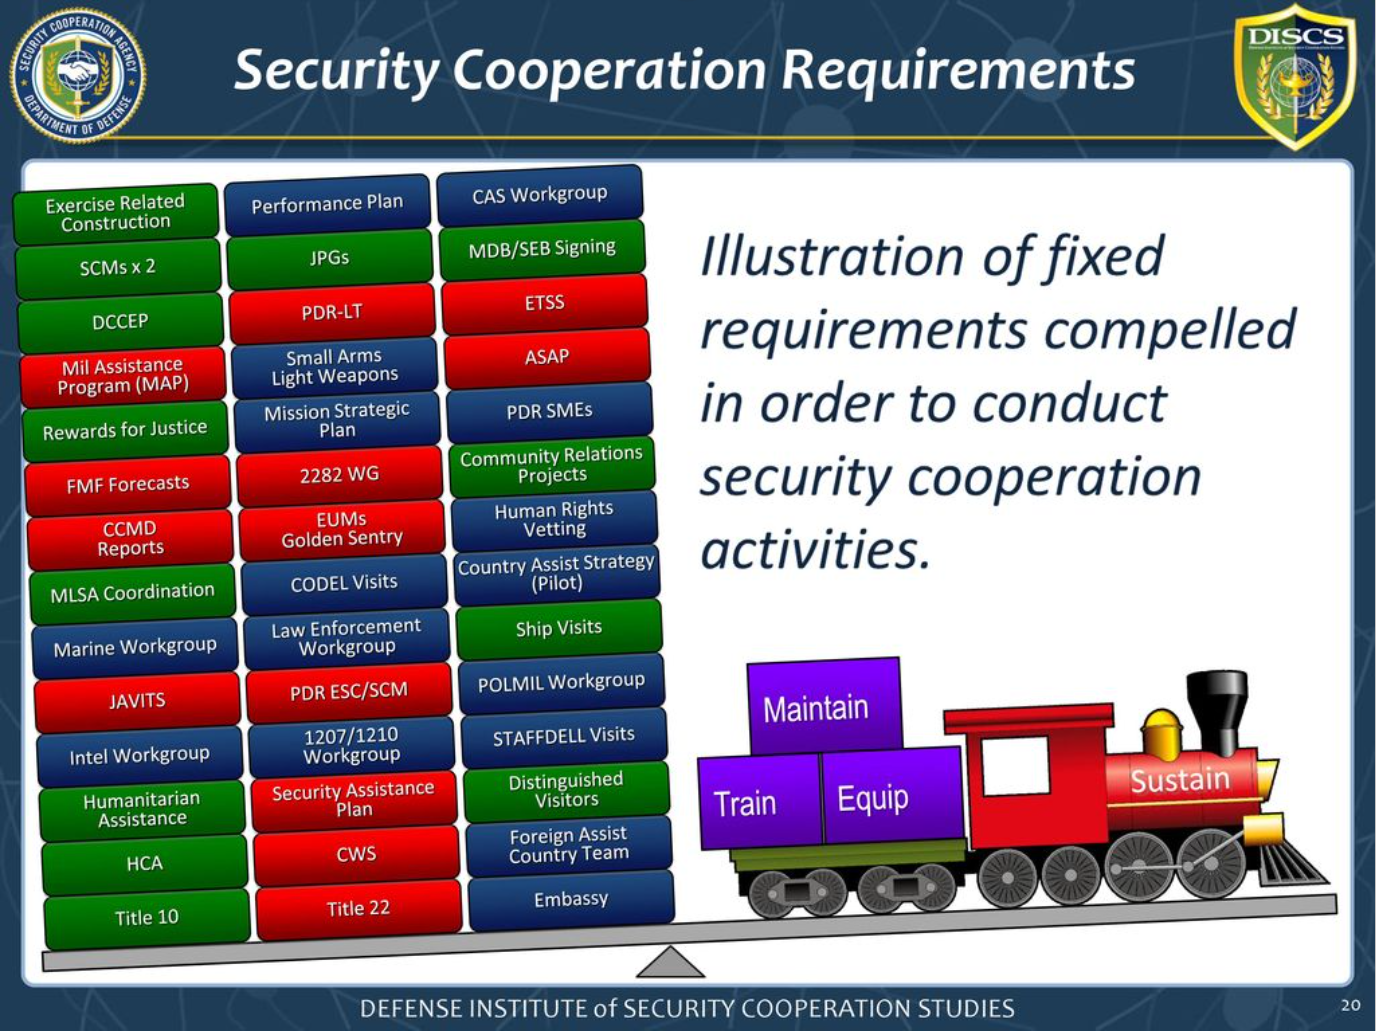 SECURITY COOPERATION AGENCY
DEPARTMENT OF DEFENSE
Security Cooperation Requirements
DISCS
Exercise Related
Construction
SCMs x 2
DCCEP
Mil Assistance
Program (MAP)
Rewards for Justice
FMF Forecasts
CCMD
Reports
MLSA Coordination
Marine Workgroup
JAVITS
Intel Workgroup
Humanitarian
Assistance
HCA
Title 10
Performance Plan
JPGs
PDR-LT
Small Arms
Light Weapons
Mission Strategic
Plan
2282 WG
EUMs
Golden Sentry
CODEL Visits
Law Enforcement
Workgroup
PDR ESC/SCM
1207/1210
Workgroup
Security Assistance
Plan
CWS
Title 22
CAS Workgroup
MDB/SEB Signing
ETSS
ASAP
PDR SMEs
Community Relations
Projects
Human Rights
Vetting
Country Assist Strategy
(Pilot)
Ship Visits
POLMIL Workgroup
STAFFDELL Visits
Distinguished
Visitors
Foreign Assist
Country Team
Embassy
Illustration of fixed
requirements compelled
in order to conduct
security cooperation
activities.
Maintain
Train
Equip
Sustain
DEFENSE INSTITUTE of SECURITY COOPERATION STUDIES
20